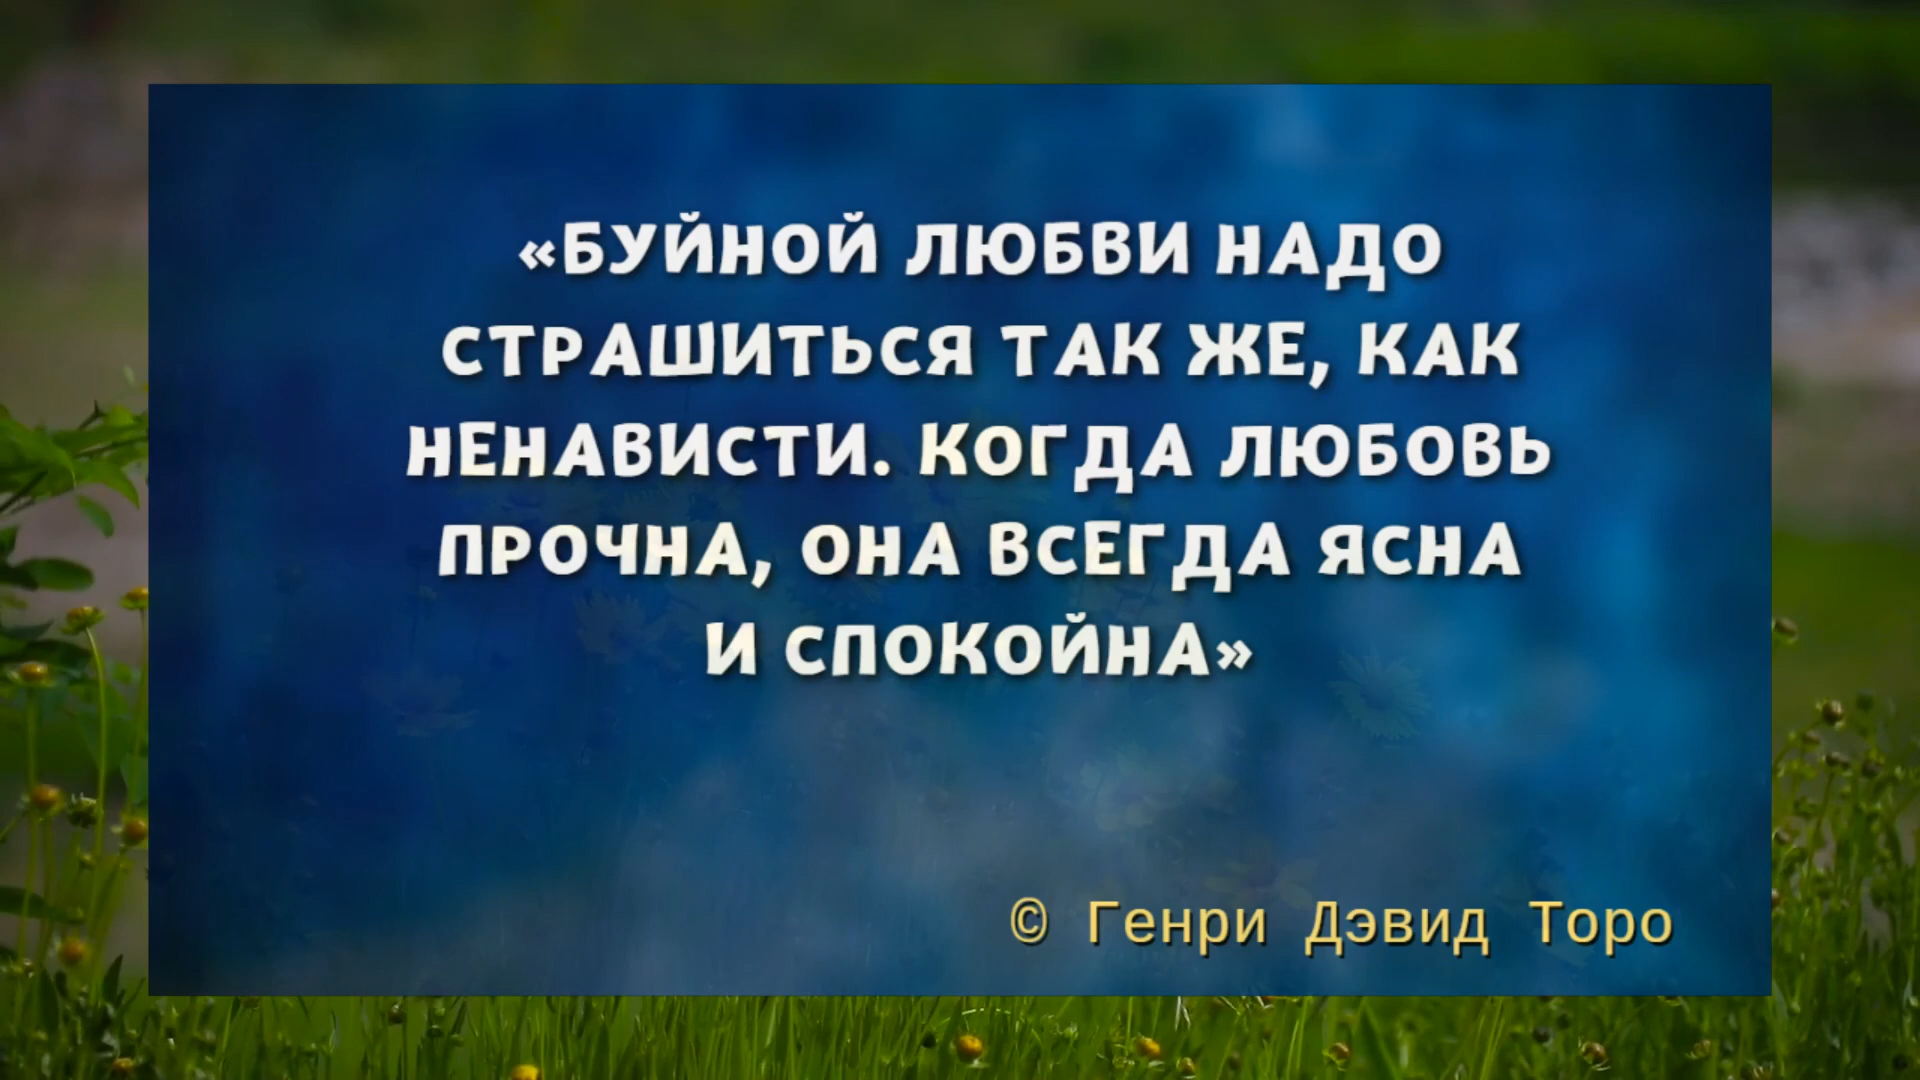 «БУЙНОЙ ЛЮБВИ НАДО
СТРАШИТЬСЯ ТАК ЖЕ, КАК
НЕНАВИСТИ. КОГДА ЛЮБОВЬ
ПРОЧНА, ОНА ВСЕГДА ЯСНА
И СПОКОЙНА»
© Генри Дэвид Торо